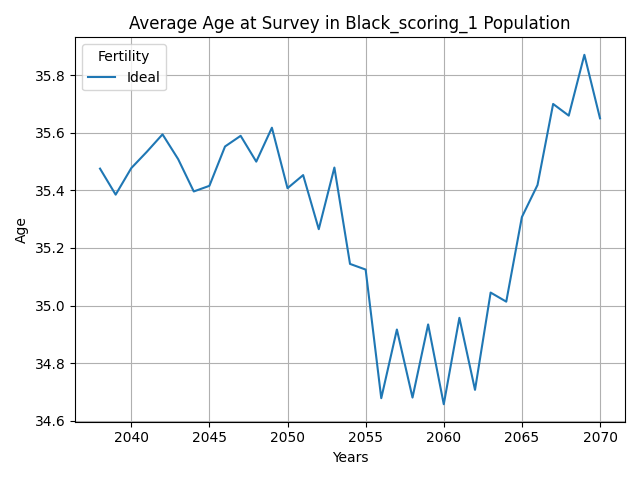 Average Age at Survey in Black_scoring_1 Population
Fertility
Ideal
Age
35.8
35.6
35.4
35.2
35.0
34.8
34.6
2040 2045 2050 2055 2060 2065 2070
Years